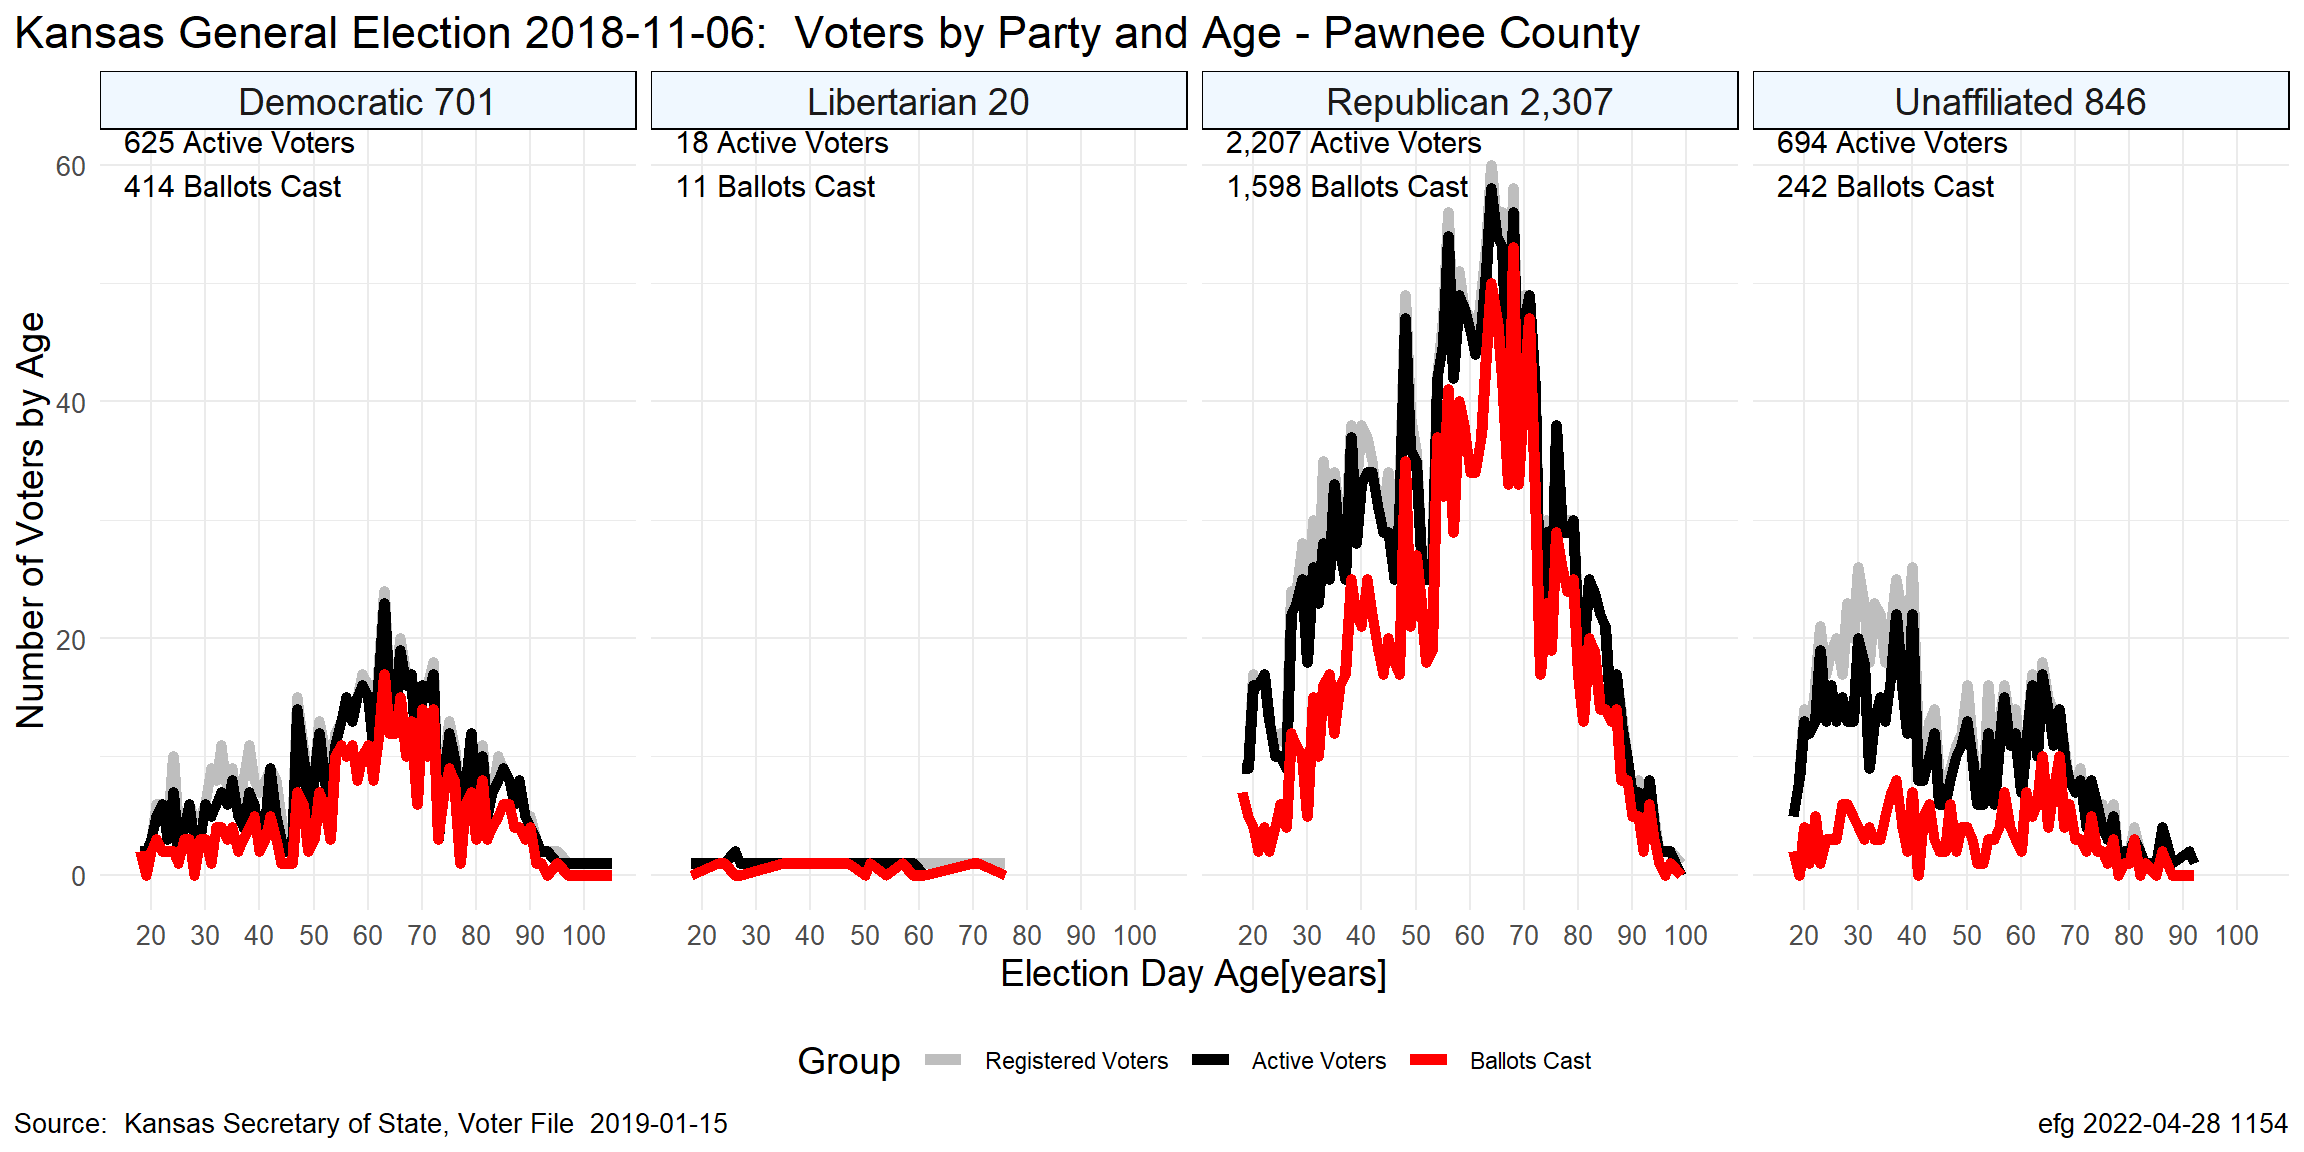 Kansas General Election 2018-11-06:  Voters by Party and Age - Pawnee County
Democratic 701
Libertarian 20
Republican 2,307
Unaffiliated 846
625 Active Voters
414 Ballots Cast
18 Active Voters
11 Ballots Cast
2,207 Active Voters
1,598 Ballots Cast
694 Active Voters
242 Ballots Cast
Number of Voters by Age
60
40
20
0
20 30 40 50 60 70 80 90 100
20 30 40 50 60 70 80 90 100
20 30 40 50 60 70 80 90 100
20 30 40 50 60 70 80 90 100
Election Day Age[years]
Group Registered Voters Active Voters Ballots Cast
Source:  Kansas Secretary of State, Voter File  2019-01-15
efg 2022-04-28 1154